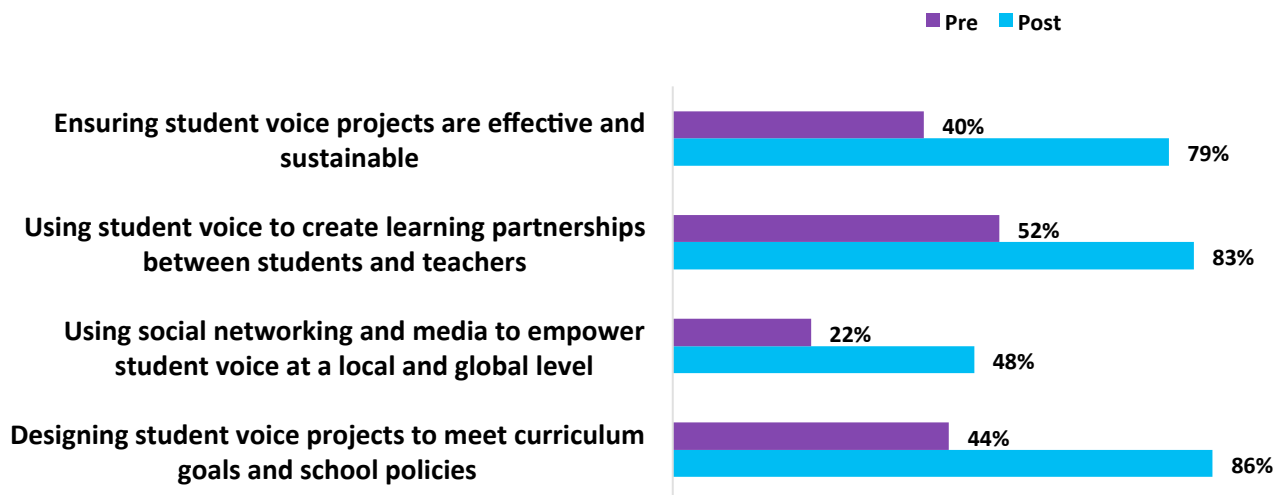 Pre Post
Ensuring student voice projects are effective and
sustainable
40%
79%
Using student voice to create learning partnerships
between students and teachers
52%
83%
Using social networking and media to empower
student voice at a local and global level
22%
48%
Designing student voice projects to meet curriculum
goals and school policies
44%
86%